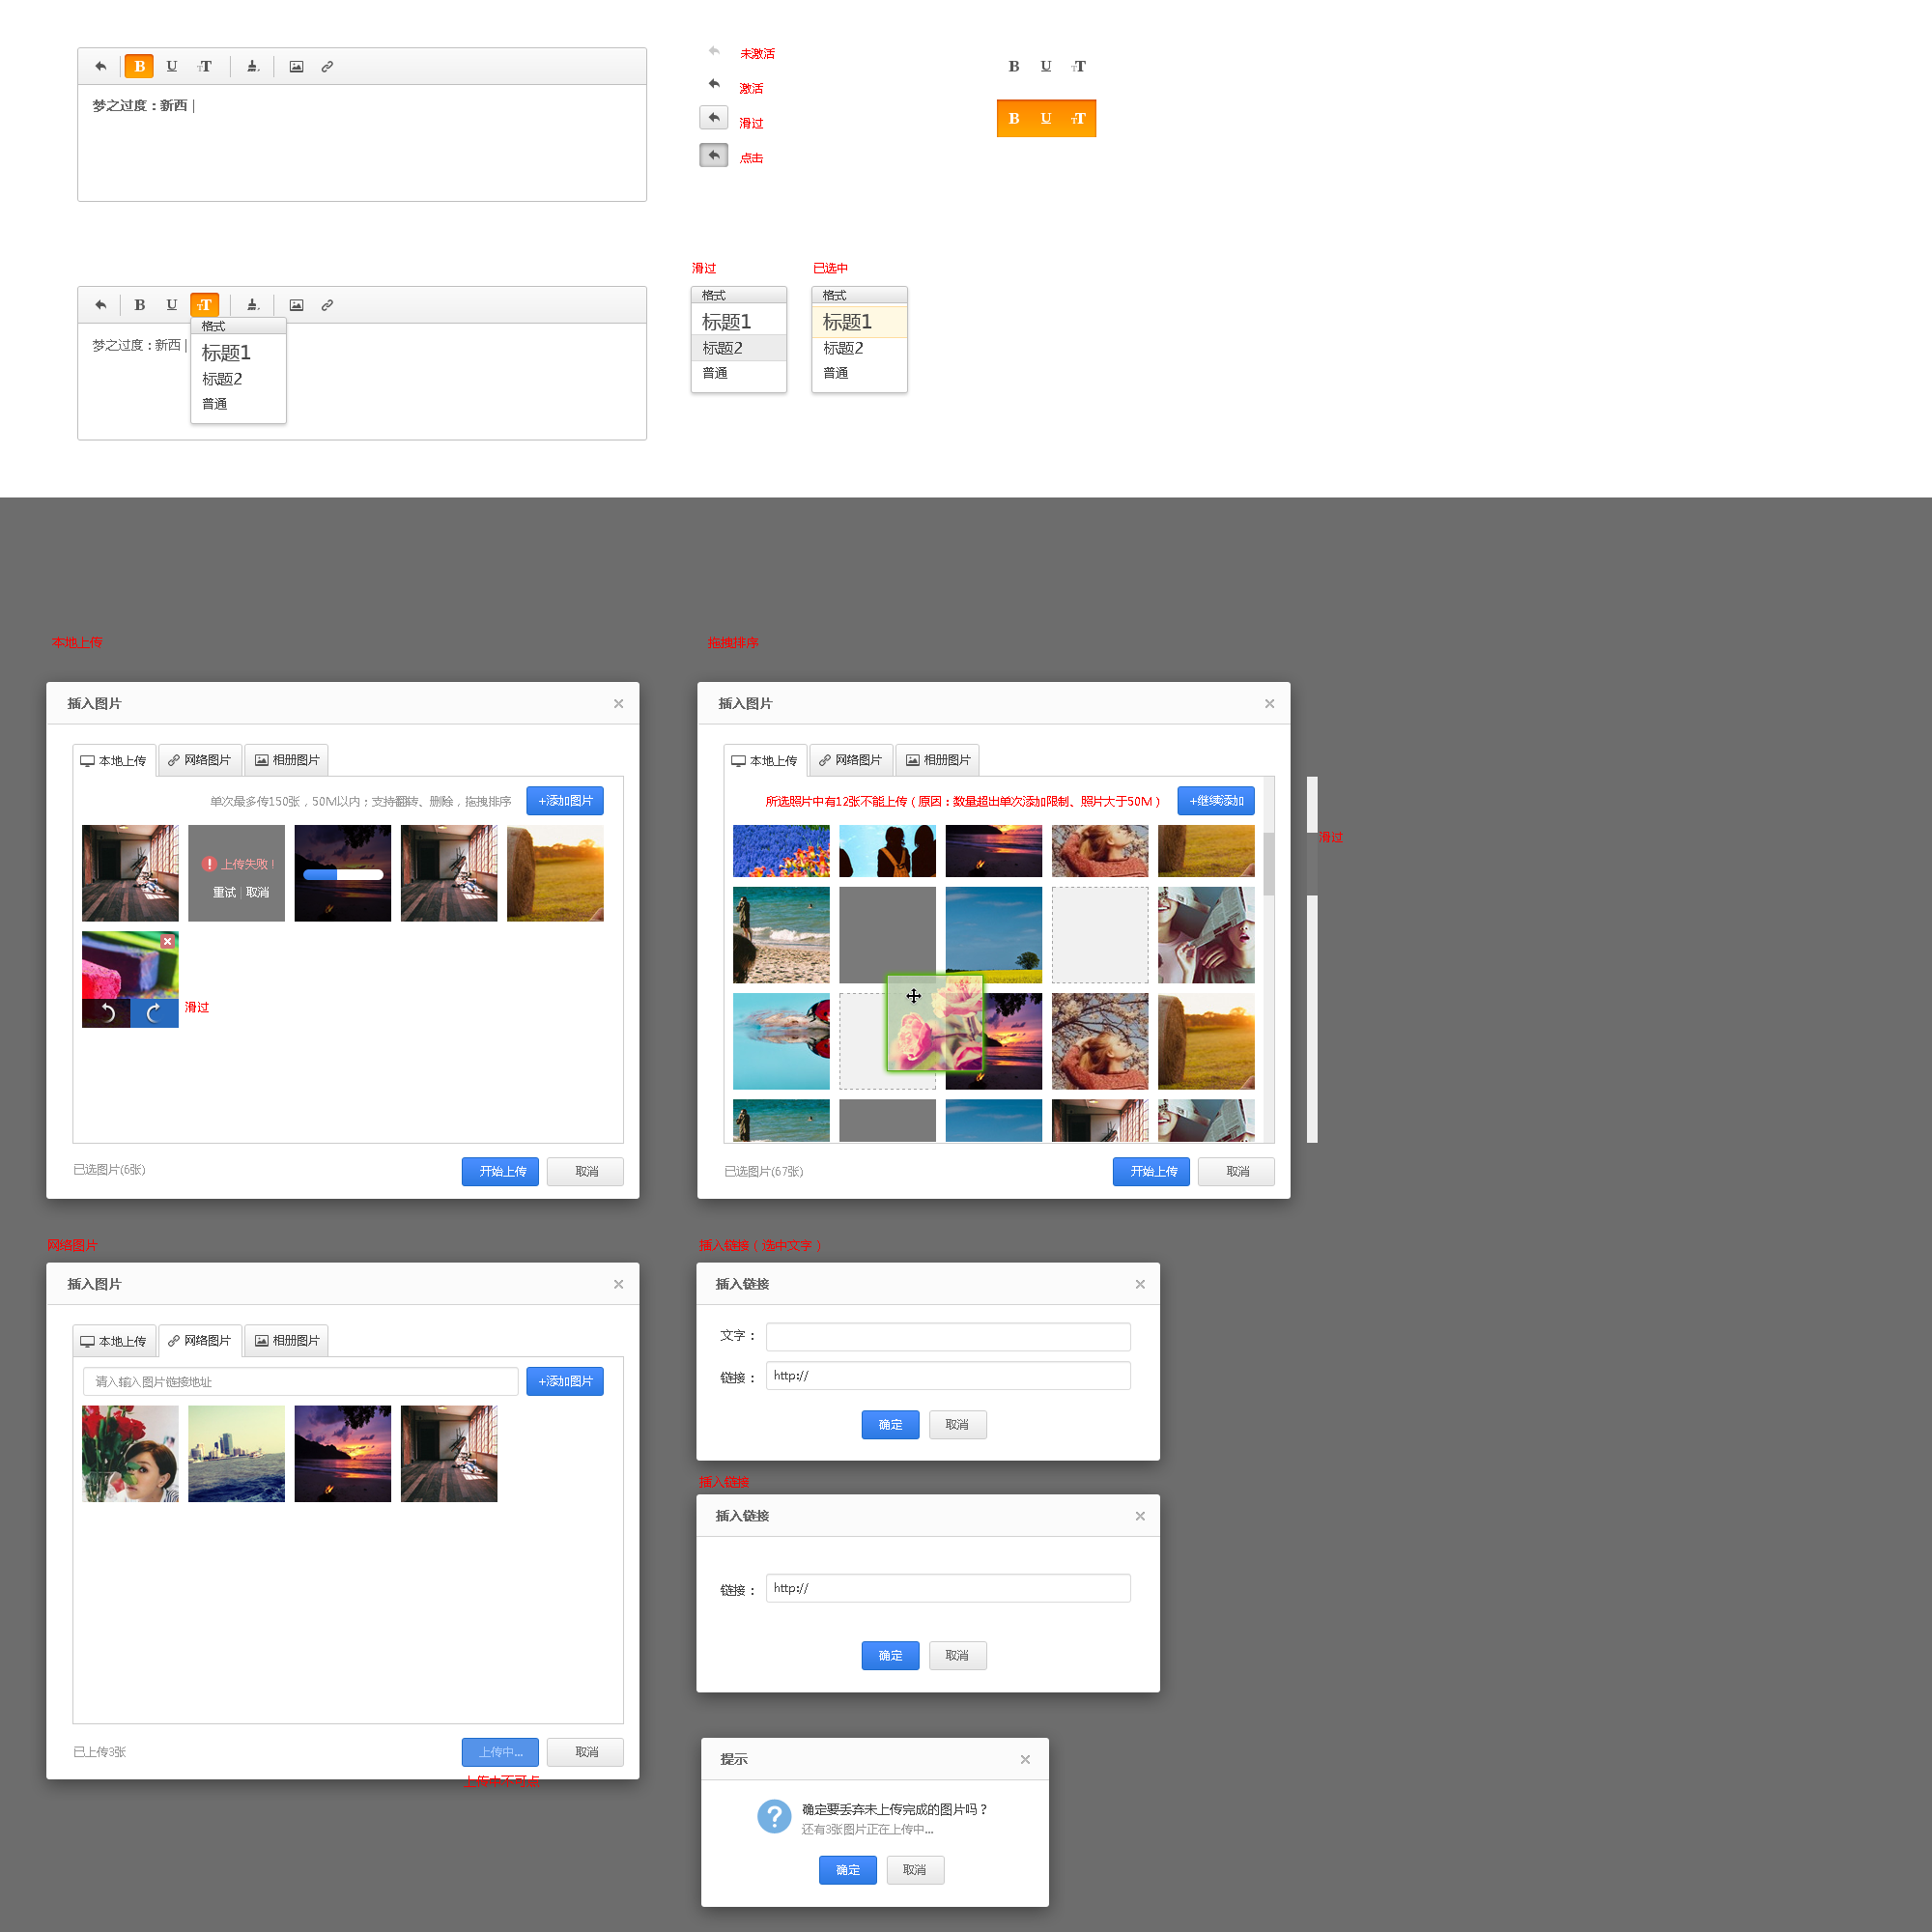 B U TT
梦之过度：新西
未激活
激活
滑过
点击
B U TT
B U TT
B U TT
梦之过度：新西
格式
标题1
标题2
普通
滑过
格式
标题1
标题2
普通
已选中
格式
标题1
标题2
普通
本地上传
插入图片
本地上传 网络图片 相册图片
单次最多传150张，50M以内；支持翻转、删除，拖拽排序 +添加图片
上传失败！
重试 | 取消
滑过
已选图片(6张) 开始上传 取消
拖拽排序
插入图片
本地上传 网络图片 相册图片
所选照片中有12张不能上传（原因：数量超出单次添加限制、照片大于50M） +继续添加
滑过
已选图片(67张) 开始上传 取消
网络图片
插入图片
本地上传 网络图片 相册图片
请入输入图片链接地址 +添加图片
已上传3张 上传中... 取消
上传中不可点
插入链接（选中文字）
插入链接
文字：
链接： http://
确定 取消
插入链接
插入链接
链接： http://
确定 取消
提示
确定要丢弃未上传完成的图片吗？
还有3张图片正在上传中...
确定 取消